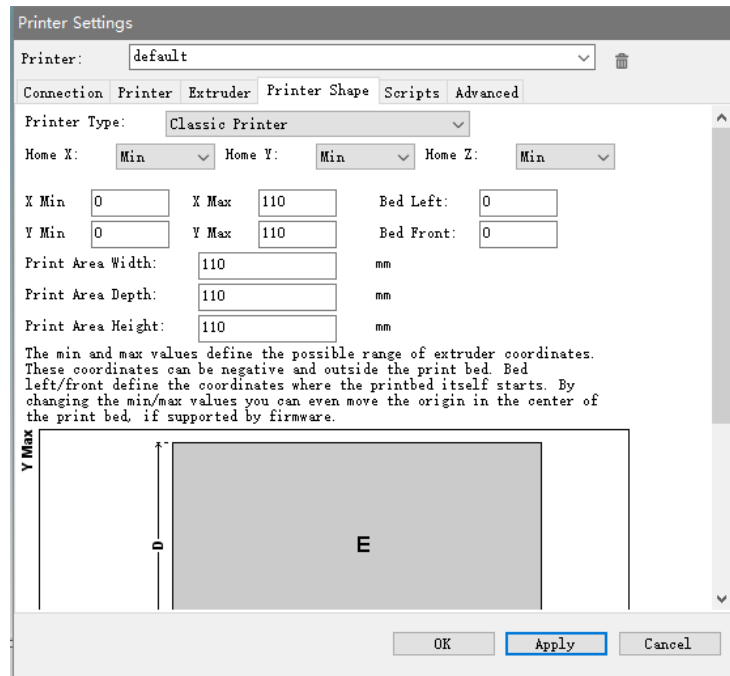 Printer Settings
Printer: default
Connection Printer Extruder Printer Shape Scripts Advanced
Printer Type: Classic Printer
Home X: Min Home Y: Min Home Z: Min
X Min 0 X Max 110 Bed Left: 0
Y Min 0 Y Max 110 Bed Front: 0
Print Area Width: 110 mm
Print Area Depth: 110 mm
Print Area Height: 110 mm
The min and max values define the possible range of extruder coordinates.
These coordinates can be negative and outside the print bed. Bed
left/front define the coordinates where the printbed itself starts. By
changing the min/max values you can even move the origin in the center of
the print bed, if supported by firmware.
Y Max
D
E
OK Apply Cancel